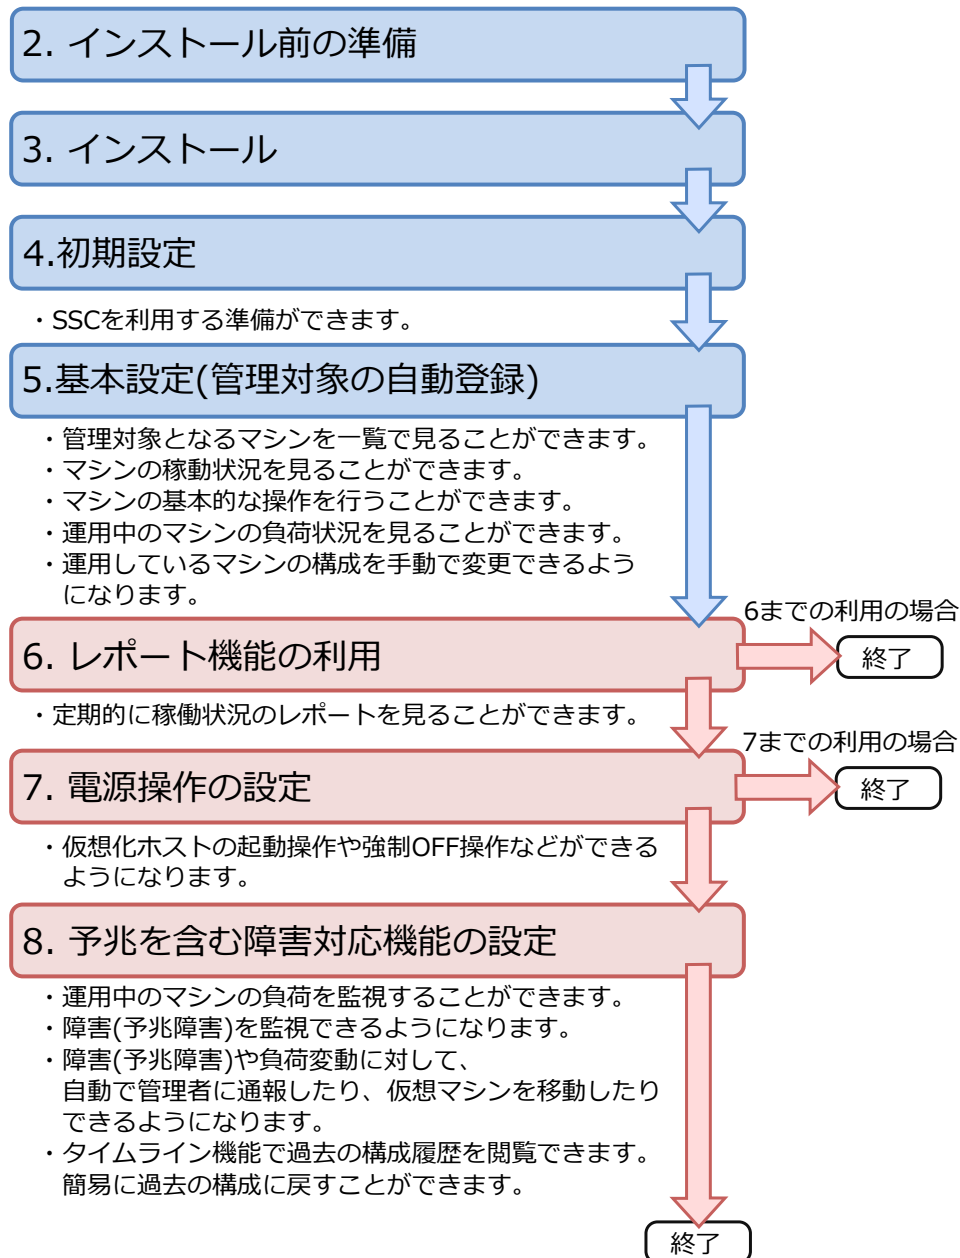 2. インストール前の準備
3. インストール
4.初期設定
・SSCを利用する準備ができます。
5.基本設定(管理対象の自動登録)
・管理対象となるマシンを一覧で見ることができます。
・マシンの稼動状況を見ることができます。
・マシンの基本的な操作を行うことができます。
・運用中のマシンの負荷状況を見ることができます。
・運用しているマシンの構成を手動で変更できるよう
になります。
6までの利用の場合
6. レポート機能の利用
終了
・定期的に稼働状況のレポートを見ることができます。
7までの利用の場合
7. 電源操作の設定
終了
・仮想化ホストの起動操作や強制OFF操作などができる
ようになります。
8. 予兆を含む障害対応機能の設定
・運用中のマシンの負荷を監視することができます。
・障害(予兆障害)を監視できるようになります。
・障害(予兆障害)や負荷変動に対して、
自動で管理者に通報したり、仮想マシンを移動したり
できるようになります。
・タイムライン機能で過去の構成履歴を閲覧できます。
簡易に過去の構成に戻すことができます。
終了